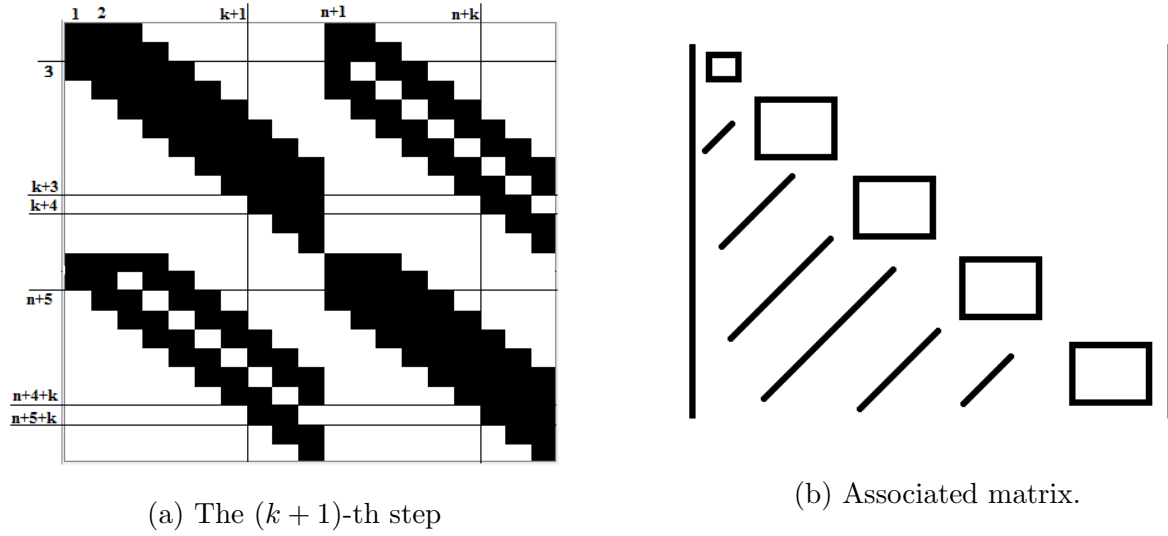 1 2 k+1 n+1 n+k
3
k+3
k+4
n+5
n+4+k
n+5+k
(a) The (k + 1)-th step
(b) Associated matrix.